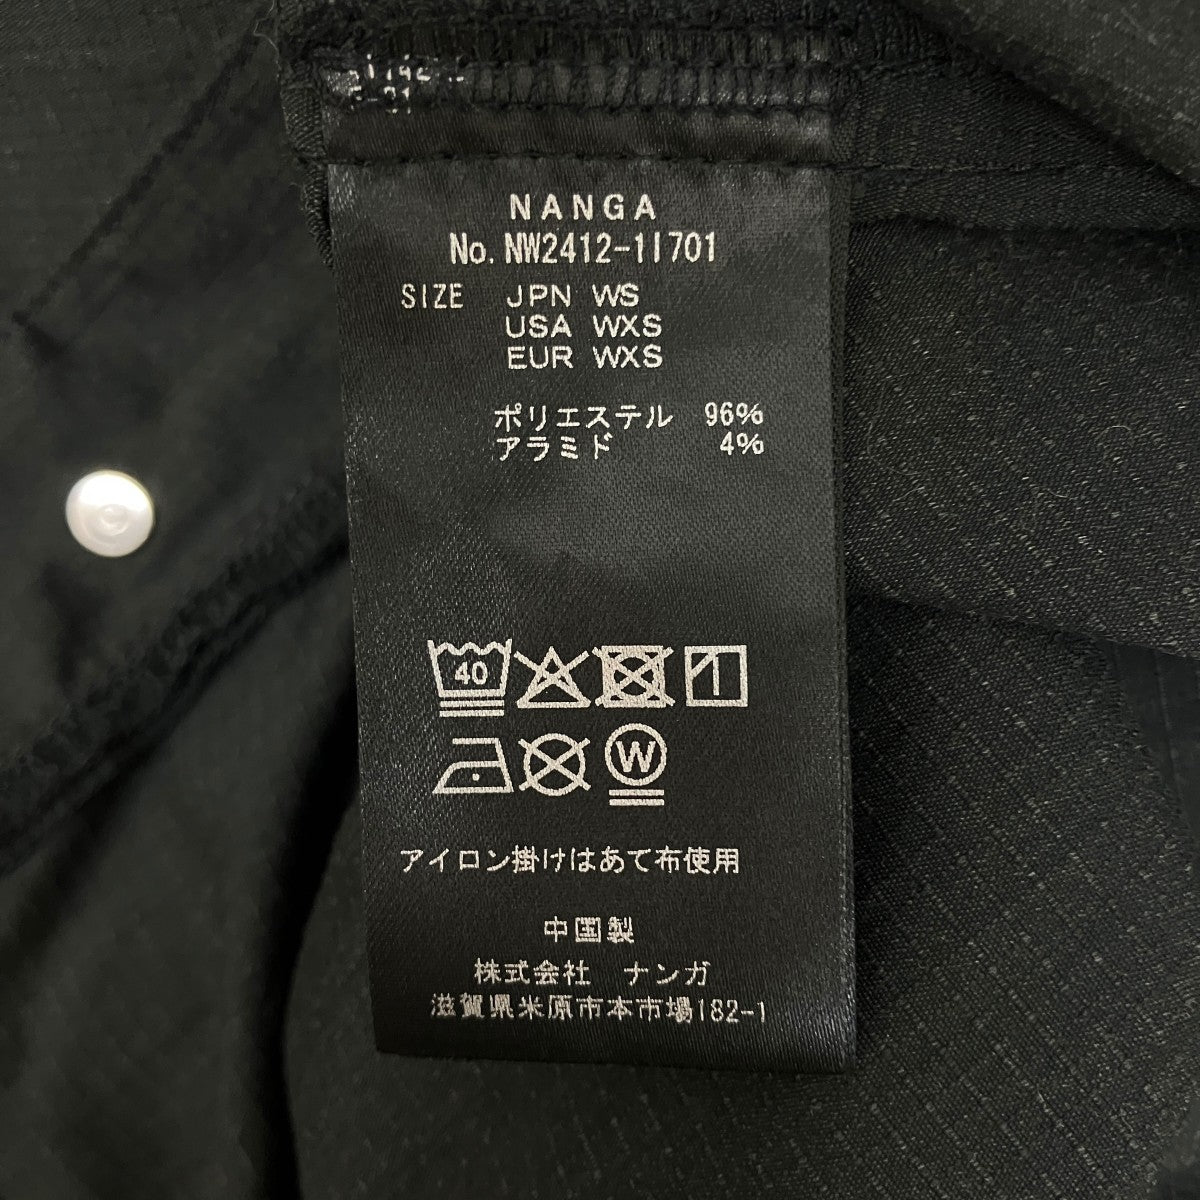 NANGA
No. NW2412-1I701
SIZE JPN WS
USA WXS
EUR WXS
ポリエステル 96%
アラミド 4%
40
W
アイロン掛けはあて布使用
中国製
株式会社 ナンガ
滋賀県米原市本市場182-1